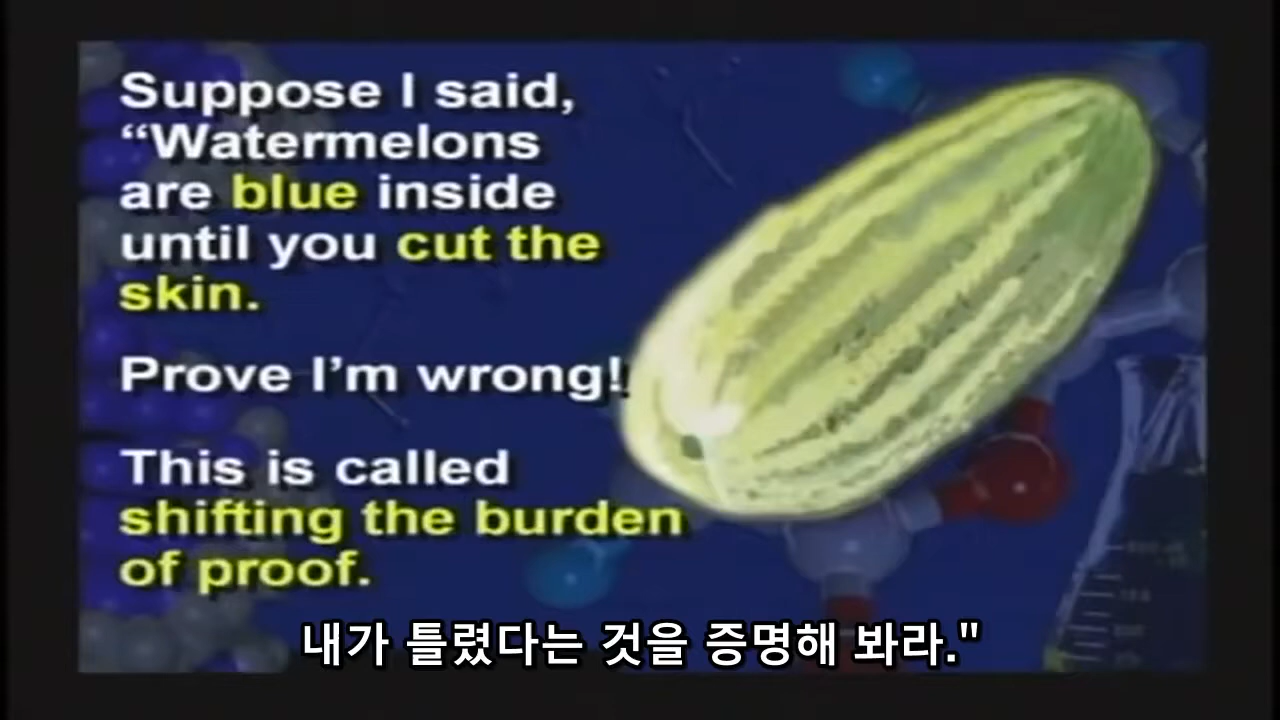 Suppose I said,
“Watermelons
are blue inside
until you cut the
skin.
Prove I’m wrong!
This is called
shifting the burden
of proof.
내가 틀렸다는 것을 증명해 봐라."